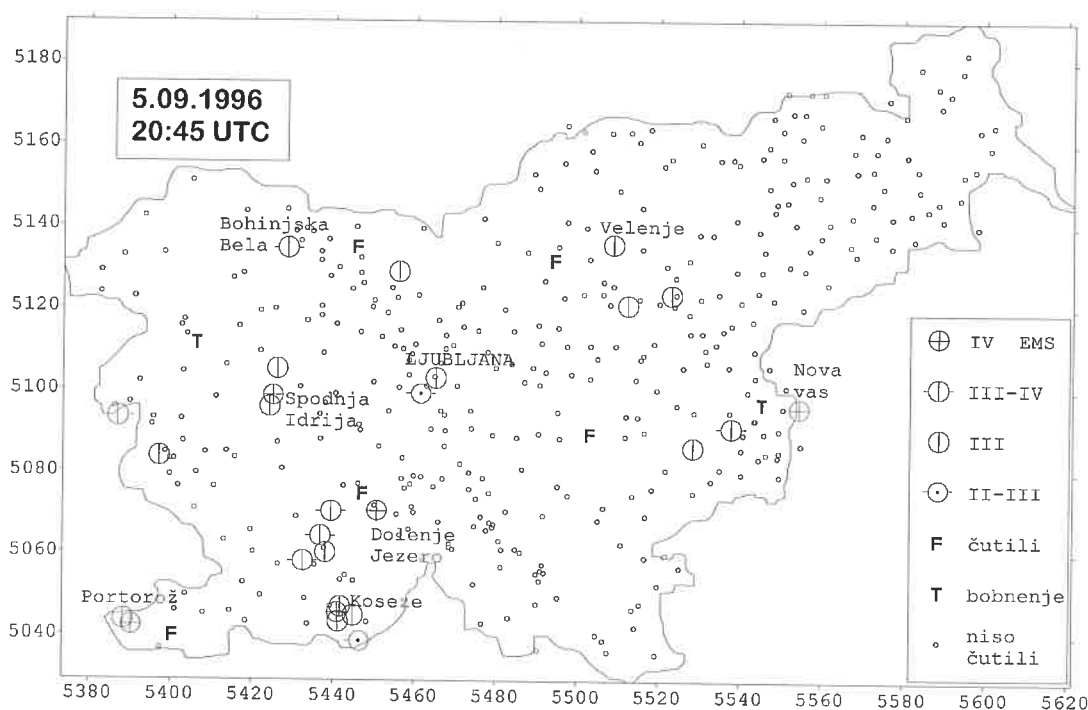 5.09.1996
20:45 UTC
5180
5160
5140
5120
5100
5080
5060
5040
Bohinjska
Bela
F
Velenje
F
T
LJUBLJANA
Spodnja
Idrija
Nova
vas
T
F
F
Dolenje
Jezero
Portorož
Koseze
F
IV EMS
III-IV
III
II-III
F čutili
T bobnenje
niso
čutili
5380 5400 5420 5440 5460 5480 5500 5520 5540 5560 5580 5600 5620